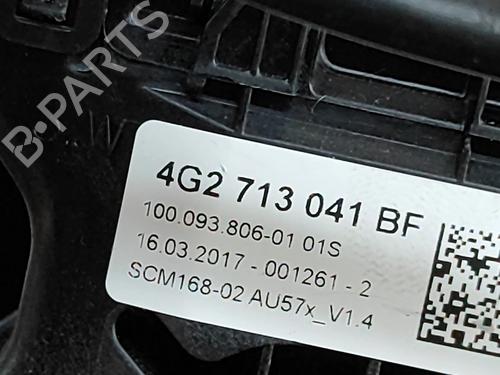 B-PARTS
W
4G2 713 041 BF
100.093.806-01 01S
16.03.2017 - 001261 - 2
SCM168-02 AU57x_V1.4